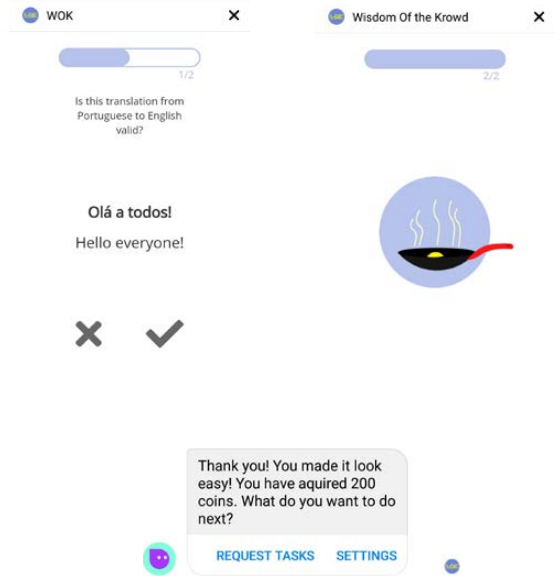 WOK
1/2
Is this translation from
Portuguese to English
valid?
Olá a todos!
Hello everyone!
Wisdom Of the Krowd
2/2
Thank you! You made it look
easy! You have aquired 200
coins. What do you want to do
next?
REQUEST TASKS SETTINGS